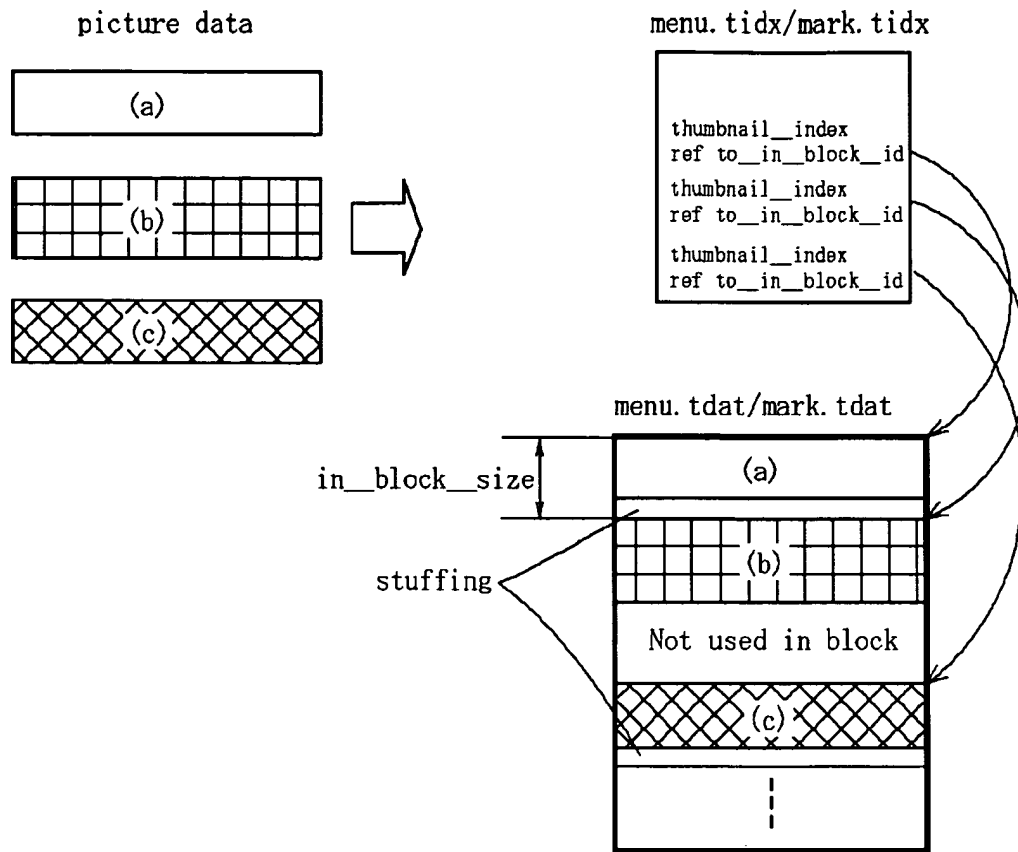 picture data
(a)
(b)
(c)
menu.tidx/mark.tidx
thumbnail__index
ref to__in__block__id
thumbnail__index
ref to__in__block__id
thumbnail__index
ref to__in__block__id
menu.tdat/mark.tdat
in__block__size
(a)
stuffing
(b)
Not used in block
(c)